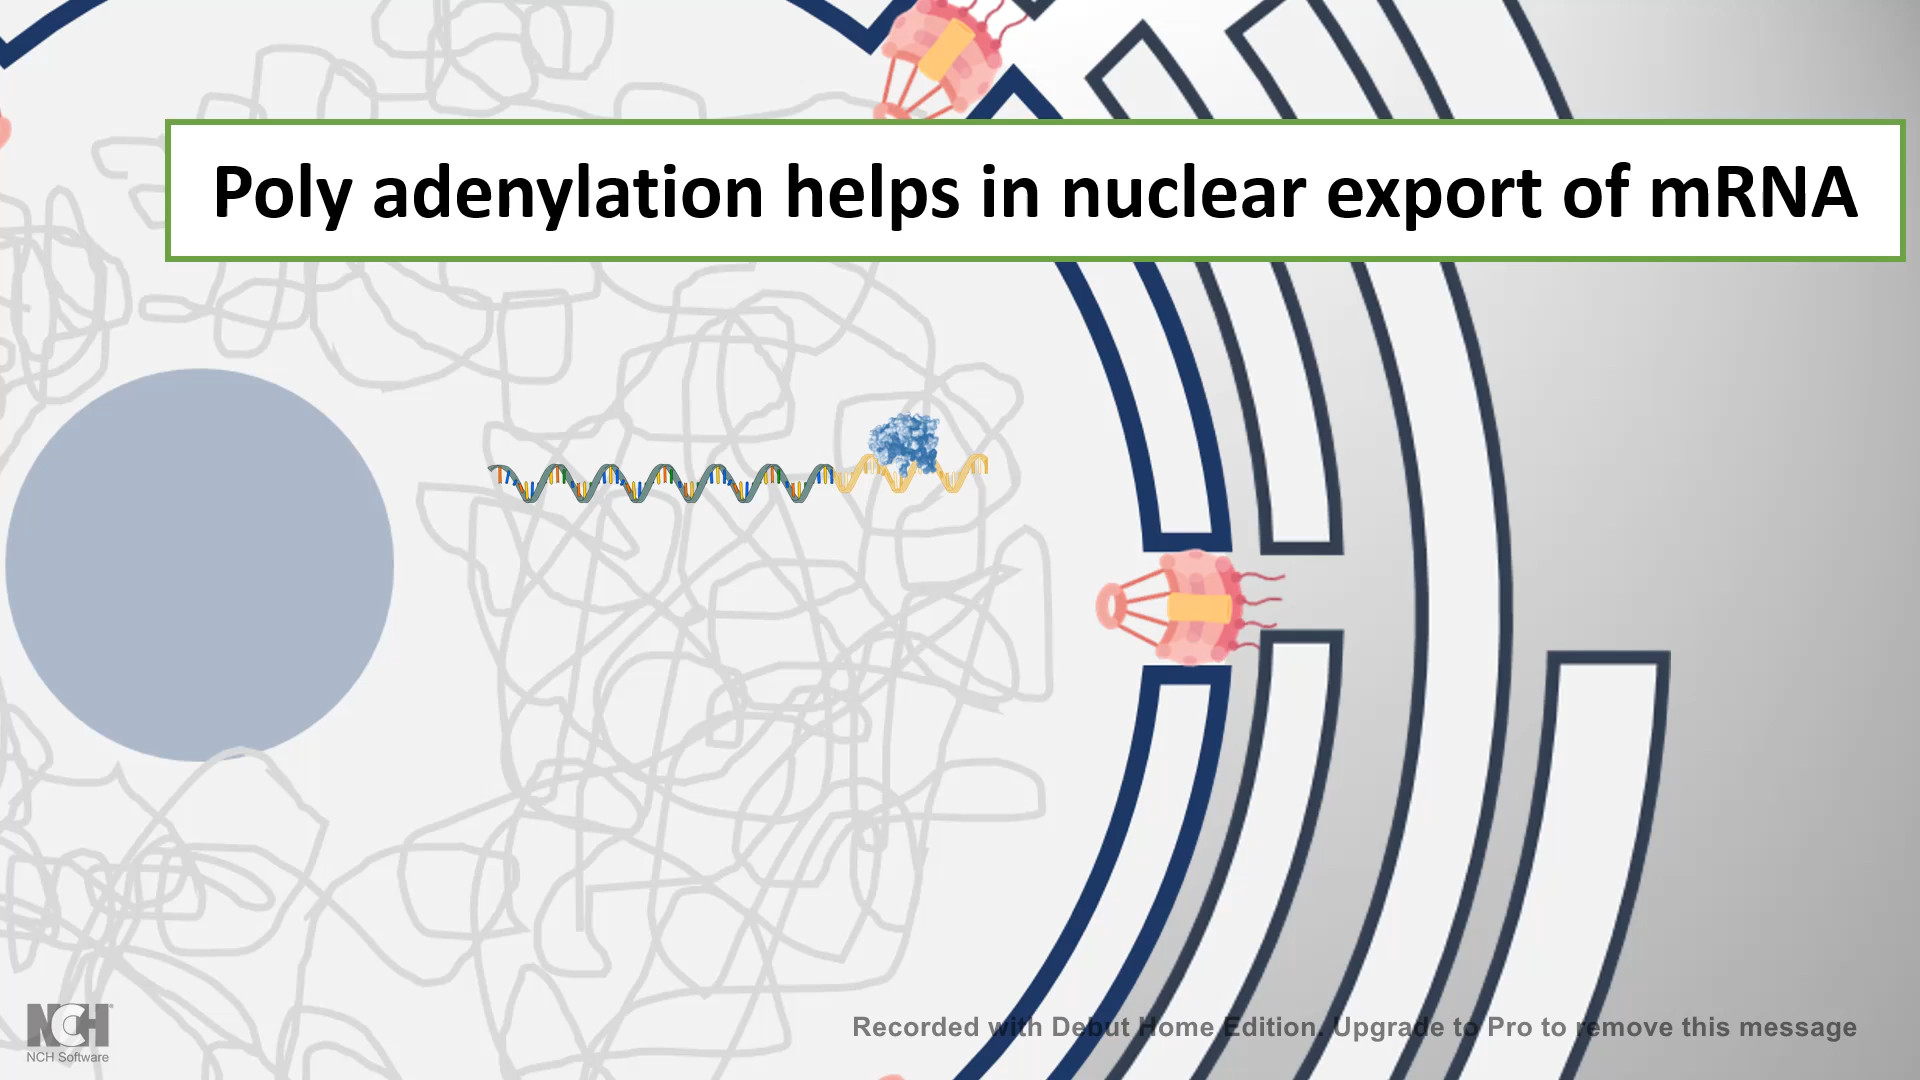 Poly adenylation helps in nuclear export of mRNA
NCH
NCH Software
Recorded with Debut Home Edition. Upgrade to Pro to remove this message